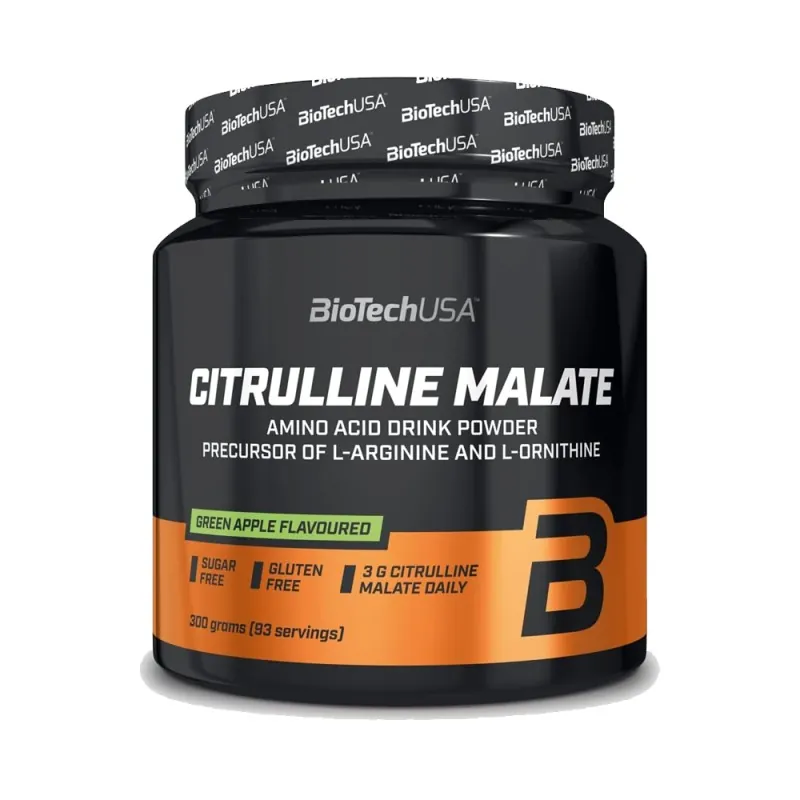 BioTechUSA BioTechUSA BioTechUSA BioTechUSA
BioTechUSA BioTechUSA BioTechUSA BioTechUSA BioTechUSA
BioTechUSA™
CITRULLINE MALATE
AMINO ACID DRINK POWDER
PRECURSOR OF L-ARGININE AND L-ORNITHINE
GREEN APPLE FLAVOURED
SUGAR FREE
GLUTEN FREE
3 G CITRULLINE MALATE DAILY
300 grams (93 servings)
B